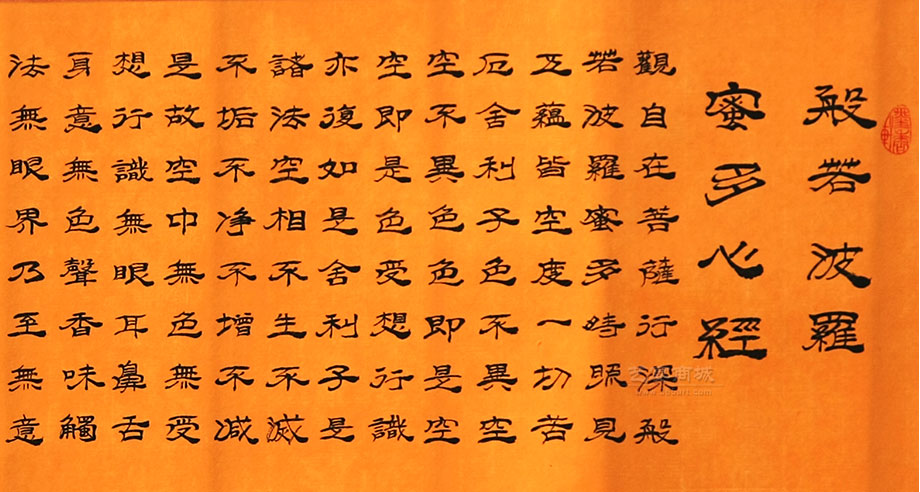 般若波羅
蜜多心經
觀自在菩薩行深般
若波羅蜜多時照見
五蘊皆空度一切苦
厄舍利子色不異空
空不異色色即是空
空即是色受想行識
亦復如是舍利子是
諸法空相不生不滅
不垢不净不增不减
是故空中無色無受
想行識無眼耳鼻舌
身意無色聲香味觸
法無眼界乃至無意